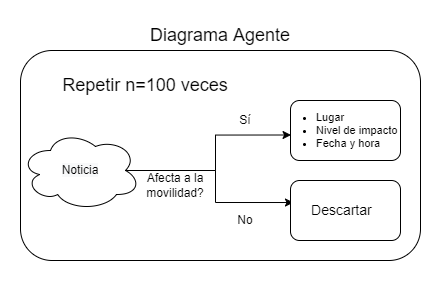 Diagrama Agente
Repetir n=100 veces
Sí
Lugar
Nivel de impacto
Fecha y hora
Noticia
Afecta a la
movilidad?
No
Descartar